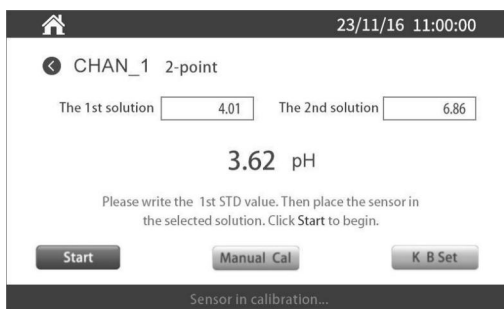 23/11/16 11:00:00
CHAN_1 2-point
The 1st solution 4.01 The 2nd solution 6.86
3.62 pH
Please write the 1st STD value. Then place the sensor in
the selected solution. Click Start to begin.
Start Manual Cal K B Set
Sensor in calibration...